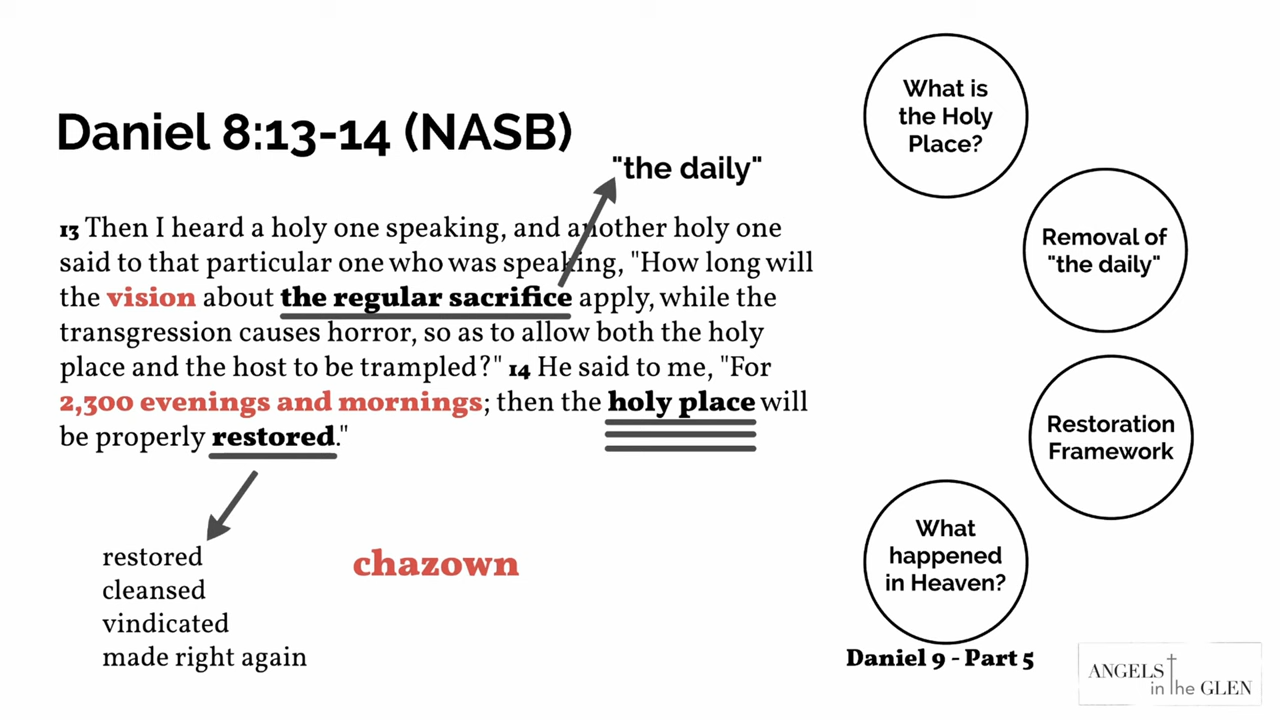 Daniel 8:13-14 (NASB)
"the daily"
13 Then I heard a holy one speaking, and another holy one
said to that particular one who was speaking, "How long will
the vision about the regular sacrifice apply, while the
transgression causes horror, so as to allow both the holy
place and the host to be trampled?" 14 He said to me, "For
2,300 evenings and mornings; then the holy place will
be properly restored."
restored
cleansed
vindicated
made right again
chazown
What is
the Holy
Place?
Removal of
"the daily"
Restoration
Framework
What
happened
in Heaven?
Daniel 9 - Part 5
ANGELS
in the GLEN